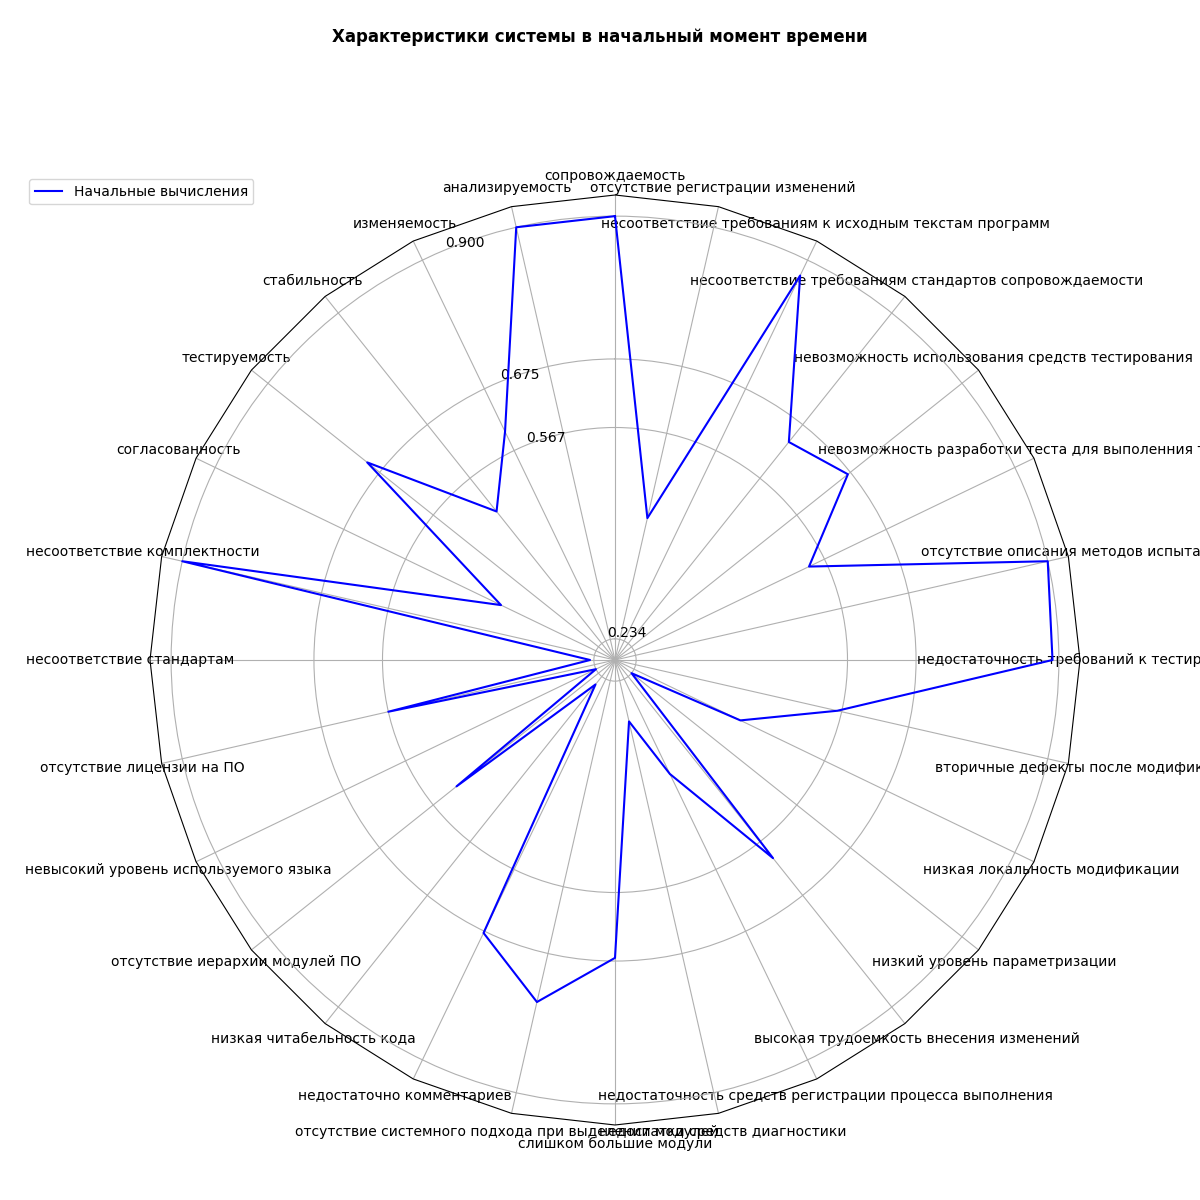 Характеристики системы в начальный момент времени
Начальные вычисления
сопровождаемость
анализируемость
отсутствие регистрации изменений
изменяемость
несоответствие требованиям к исходным текстам программ
0.900
стабильность
несоответствие требованиям стандартов сопровождаемости
тестируемость
невозможность использования средств тестирования
0.675
0.567
согласованность
невозможность разработки теста для выполенния т
несоответствие комплектности
отсутствие описания методов испыта
0.234
несоответствие стандартам
недостаточность требований к тестир
отсутствие лицензии на ПО
вторичные дефекты после модифик
невысокий уровень используемого языка
низкая локальность модификации
отсутствие иерархии модулей ПО
низкий уровень параметризации
низкая читабельность кода
высокая трудоемкость внесения изменений
недостаточно комментариев
недостаточность средств регистрации процесса выполнения
отсутствие системного подхода при выделении модулей
недостатки средств диагностики
слишком большие модули